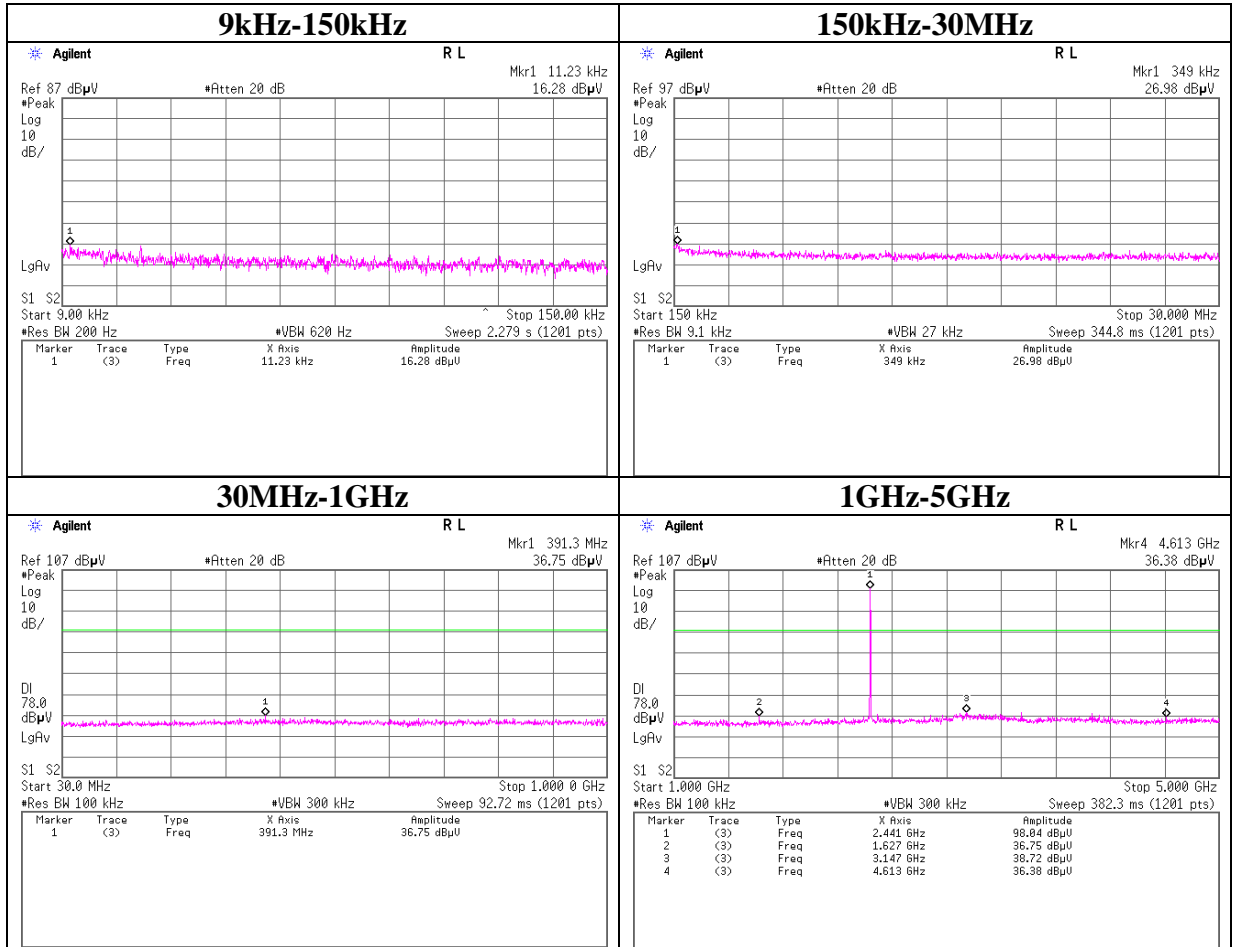 9kHz-150kHz
Agilent R L
Mkr1 11.23 kHz
Ref 87 dBµV #Atten 20 dB 16.28 dBµV
#Peak
Log
10
dB/
1
LgAv
S1 S2
Start 9.00 kHz ^ Stop 150.00 kHz
#Res BW 200 Hz #VBW 620 Hz Sweep 2.279 s (1201 pts)
Marker Trace Type X Axis Amplitude
1 (3) Freq 11.23 kHz 16.28 dBµV
150kHz-30MHz
Agilent R L
Mkr1 349 kHz
Ref 97 dBµV #Atten 20 dB 26.98 dBµV
#Peak
Log
10
dB/
1
LgAv
S1 S2
Start 150 kHz Stop 30.000 MHz
#Res BW 9.1 kHz #VBW 27 kHz Sweep 344.8 ms (1201 pts)
Marker Trace Type X Axis Amplitude
1 (3) Freq 349 kHz 26.98 dBµV
30MHz-1GHz
Agilent R L
Mkr1 391.3 MHz
Ref 107 dBµV #Atten 20 dB 36.75 dBµV
#Peak
Log
10
dB/
DI
78.0
dBµV
1
LgAv
S1 S2
Start 30.0 MHz Stop 1.000 0 GHz
#Res BW 100 kHz #VBW 300 kHz Sweep 92.72 ms (1201 pts)
Marker Trace Type X Axis Amplitude
1 (3) Freq 391.3 MHz 36.75 dBµV
1GHz-5GHz
Agilent R L
Mkr4 4.613 GHz
Ref 107 dBµV #Atten 20 dB 36.38 dBµV
#Peak
Log
10
dB/
1
DI
78.0
dBµV
2 3 4
LgAv
S1 S2
Start 1.000 GHz Stop 5.000 GHz
#Res BW 100 kHz #VBW 300 kHz Sweep 382.3 ms (1201 pts)
Marker Trace Type X Axis Amplitude
1 (3) Freq 2.441 GHz 98.04 dBµV
2 (3) Freq 1.627 GHz 36.75 dBµV
3 (3) Freq 3.147 GHz 38.72 dBµV
4 (3) Freq 4.613 GHz 36.38 dBµV